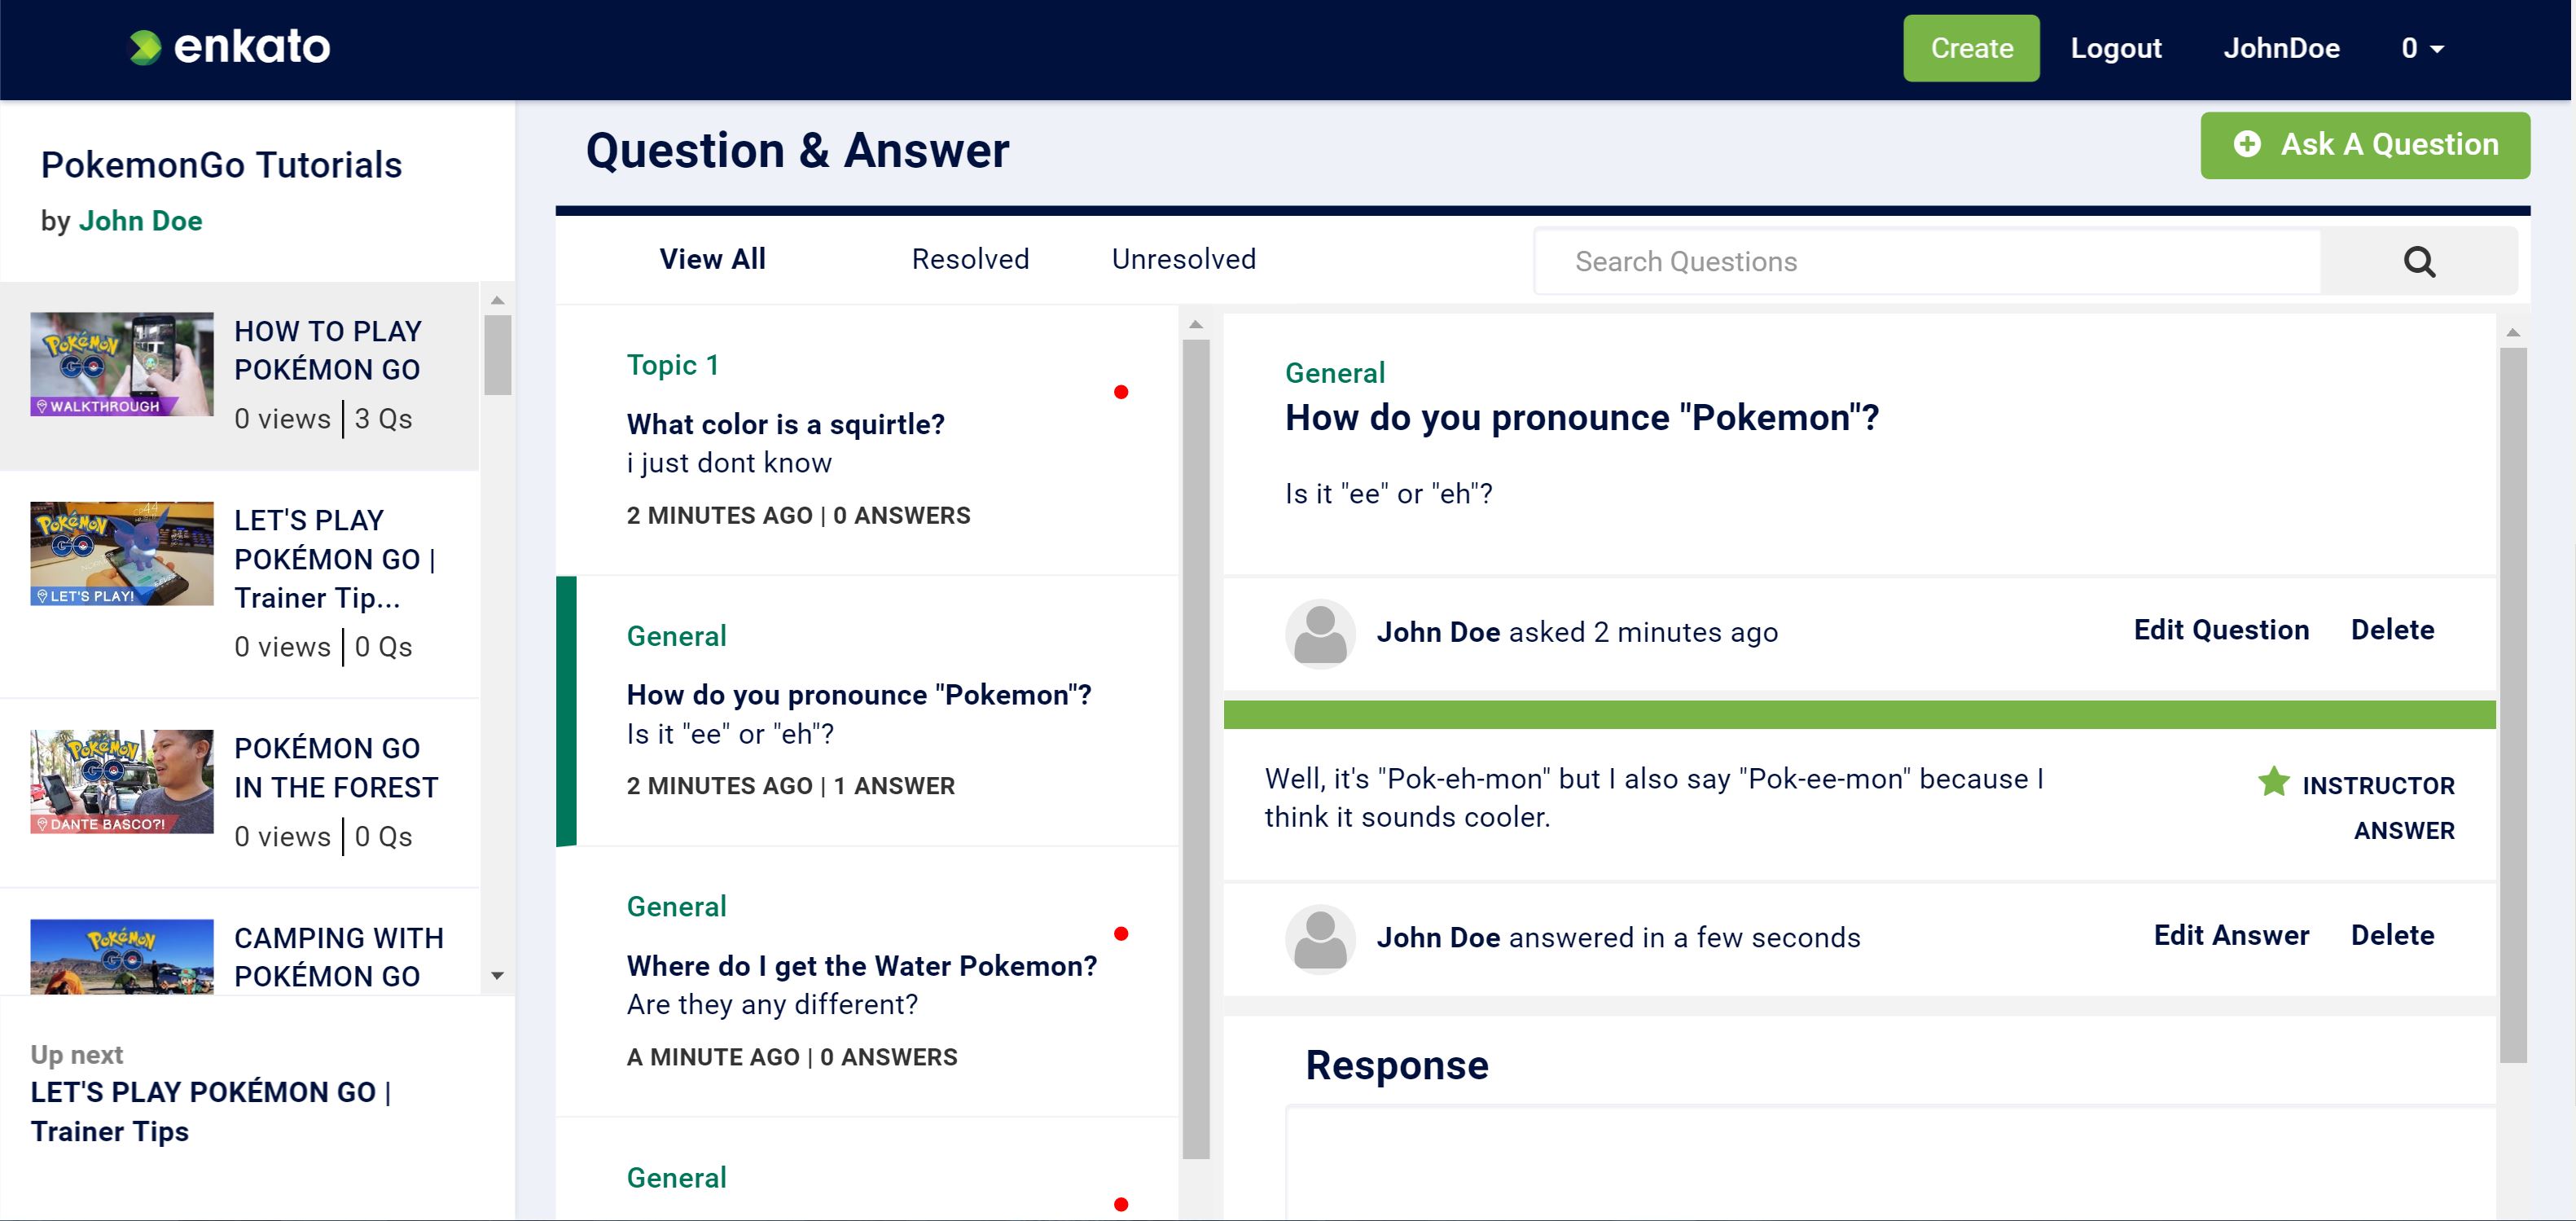 enkato
Create
Logout
JohnDoe
0
PokemonGo Tutorials
by John Doe
POKÉMON
GO
WALKTHROUGH
HOW TO PLAY
POKÉMON GO
0 views | 3 Qs
POKÉMON
GO
LET'S PLAY!
LET'S PLAY
POKÉMON GO |
Trainer Tip...
0 views | 0 Qs
POKÉMON
GO
DANTE BASCO?!
POKÉMON GO
IN THE FOREST
0 views | 0 Qs
POKÉMON
GO
CAMPING WITH
POKÉMON GO
Up next
LET'S PLAY POKÉMON GO |
Trainer Tips
Question & Answer
Ask A Question
View All
Resolved
Unresolved
Search Questions
Topic 1
What color is a squirtle?
i just dont know
2 MINUTES AGO | 0 ANSWERS
General
How do you pronounce "Pokemon"?
Is it "ee" or "eh"?
2 MINUTES AGO | 1 ANSWER
General
Where do I get the Water Pokemon?
Are they any different?
A MINUTE AGO | 0 ANSWERS
General
General
How do you pronounce "Pokemon"?
Is it "ee" or "eh"?
John Doe asked 2 minutes ago
Edit Question
Delete
Well, it's "Pok-eh-mon" but I also say "Pok-ee-mon" because I
think it sounds cooler.
INSTRUCTOR
ANSWER
John Doe answered in a few seconds
Edit Answer
Delete
Response